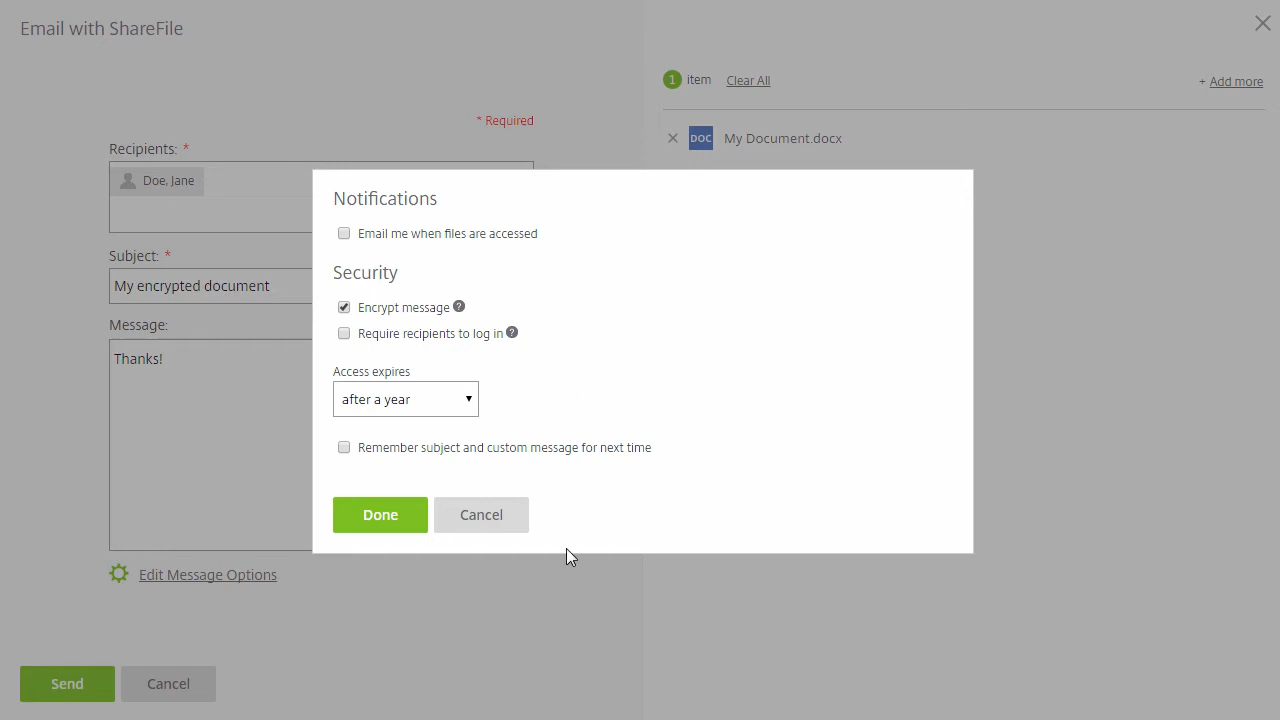 Email with ShareFile
* Required
Recipients: *
Doe, Jane
Subject: *
My encrypted document
Message:
Thanks!
Edit Message Options
Send
Cancel
1 item Clear All
+ Add more
DOC My Document.docx
Notifications
Email me when files are accessed
Security
Encrypt message ?
Require recipients to log in ?
Access expires
after a year
Remember subject and custom message for next time
Done
Cancel